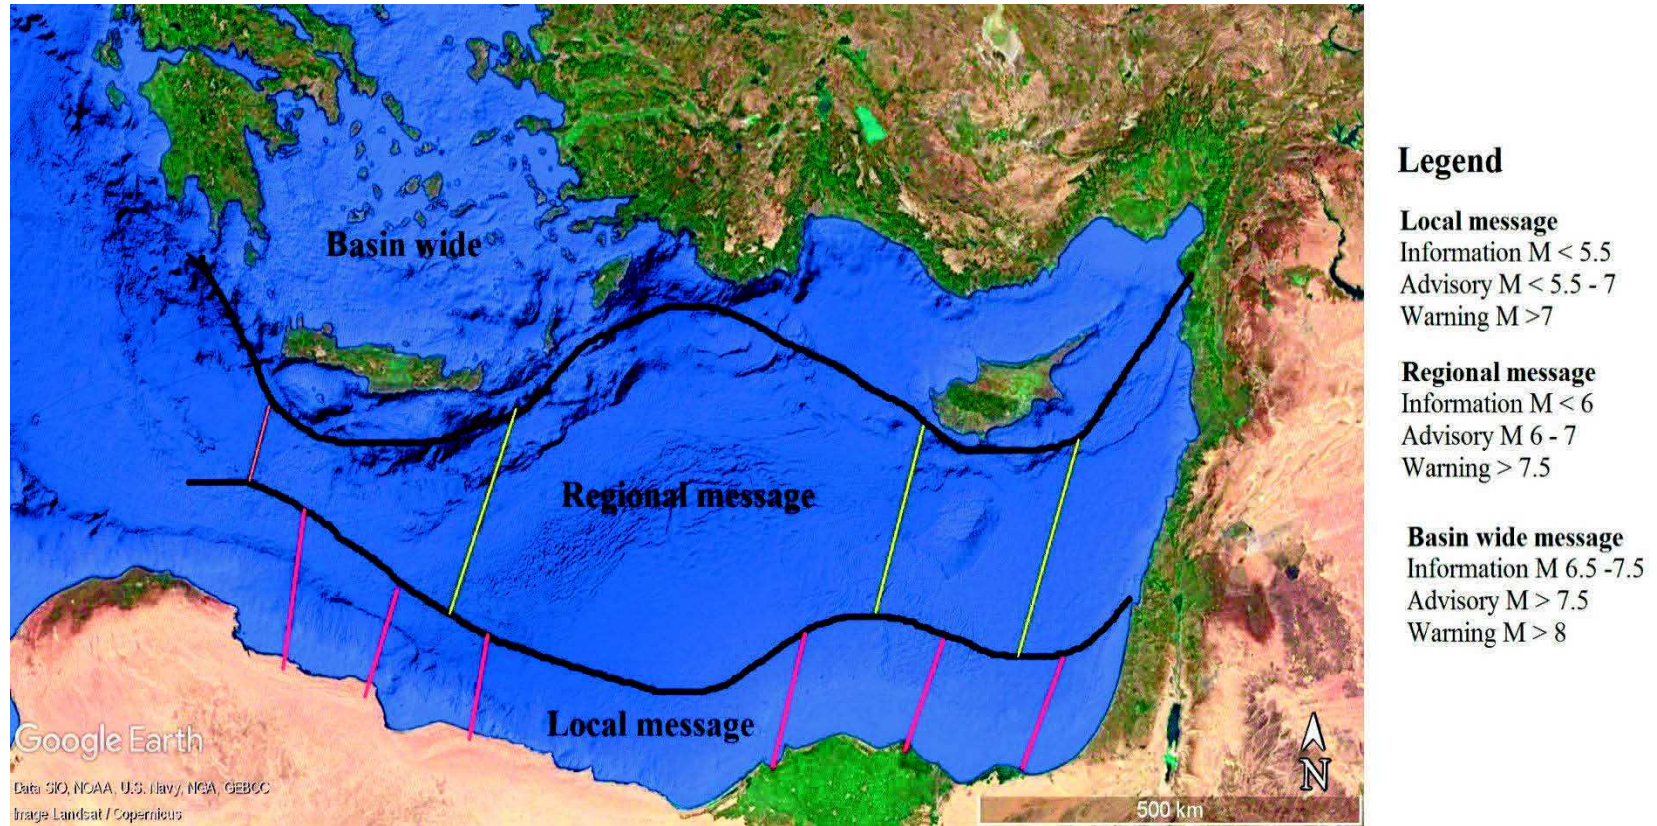 Basin wide
Regional message
Local message
Google Earth
Data SIO, NOAA, U.S. Navy, NGA, GEBCO
Image Landsat / Copernicus
N
500 km
Legend
Local message
Information M < 5.5
Advisory M < 5.5 - 7
Warning M >7
Regional message
Information M < 6
Advisory M 6 - 7
Warning > 7.5
Basin wide message
Information M 6.5 -7.5
Advisory M > 7.5
Warning M > 8